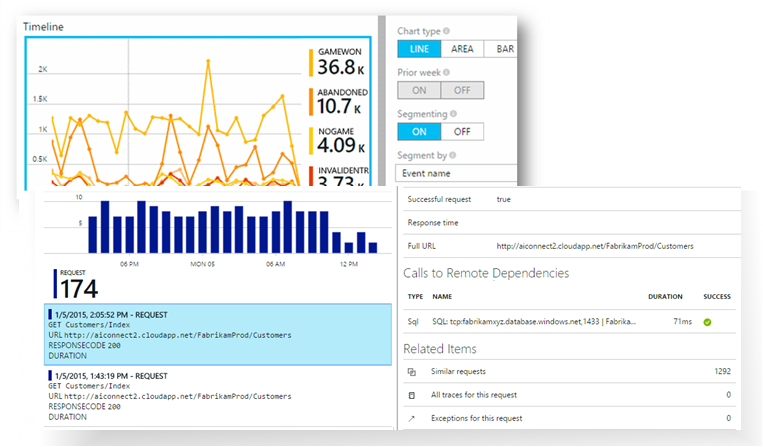 Timeline
2K
1.5K
1K
0.5K
GAMEWON
36.8 K
ABANDONED
10.7 K
NOGAME
4.09 K
INVALIDENTR
3.73 K
Chart type
LINE AREA BAR
Prior week
ON OFF
Segmenting
ON OFF
Segment by
Event name
10
5
06 PM MON 05 06 AM 12 PM
REQUEST
174
1/5/2015, 2:05:52 PM - REQUEST
GET Customers/Index
URL http://aiconnect2.cloudapp.net/FabrikamProd/Customers
RESPONSECODE 200
DURATION
1/5/2015, 1:43:19 PM - REQUEST
GET Customers/Index
URL http://aiconnect2.cloudapp.net/FabrikamProd/Customers
RESPONSECODE 200
DURATION
Successful request true
Response time
Full URL http://aiconnect2.cloudapp.net/FabrikamProd/Customers
Calls to Remote Dependencies
TYPE NAME DURATION SUCCESS
Sql SQL: tcp:fabrikamxyz.database.windows.net,1433 | Fabrika... 71ms
Related Items
Similar requests 1292
All traces for this request 0
Exceptions for this request 0